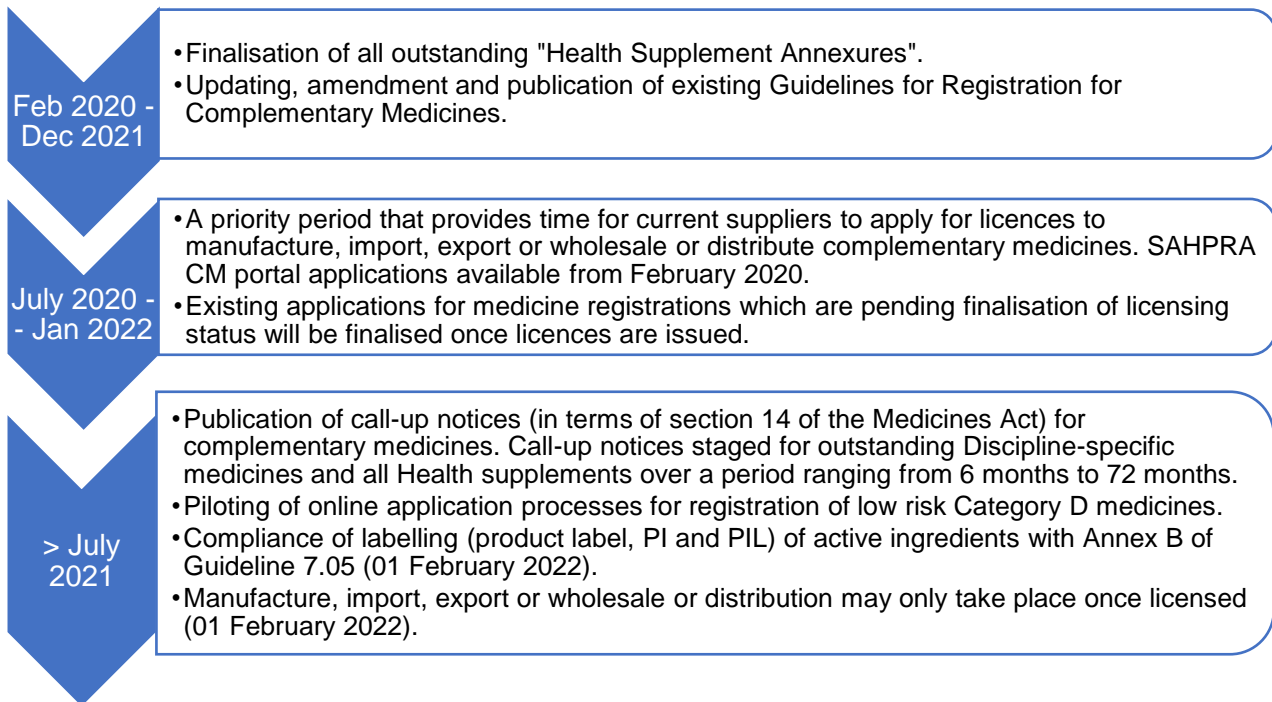 Feb 2020 -
Dec 2021
•Finalisation of all outstanding "Health Supplement Annexures".
•Updating, amendment and publication of existing Guidelines for Registration for
Complementary Medicines.
July 2020 -
- Jan 2022
•A priority period that provides time for current suppliers to apply for licences to
manufacture, import, export or wholesale or distribute complementary medicines. SAHPRA
CM portal applications available from February 2020.
•Existing applications for medicine registrations which are pending finalisation of licensing
status will be finalised once licences are issued.
> July
2021
•Publication of call-up notices (in terms of section 14 of the Medicines Act) for
complementary medicines. Call-up notices staged for outstanding Discipline-specific
medicines and all Health supplements over a period ranging from 6 months to 72 months.
•Piloting of online application processes for registration of low risk Category D medicines.
•Compliance of labelling (product label, PI and PIL) of active ingredients with Annex B of
Guideline 7.05 (01 February 2022).
•Manufacture, import, export or wholesale or distribution may only take place once licensed
(01 February 2022).